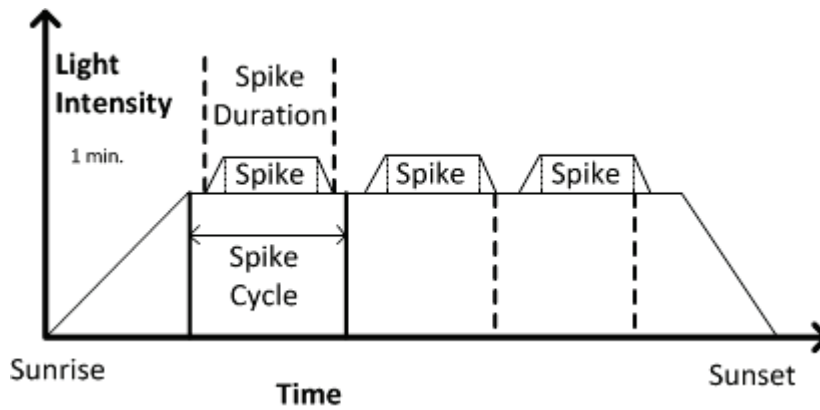 Light
Intensity
1 min.
Spike
Duration
Spike
Spike
Spike
Spike
Cycle
Sunrise
Time
Sunset